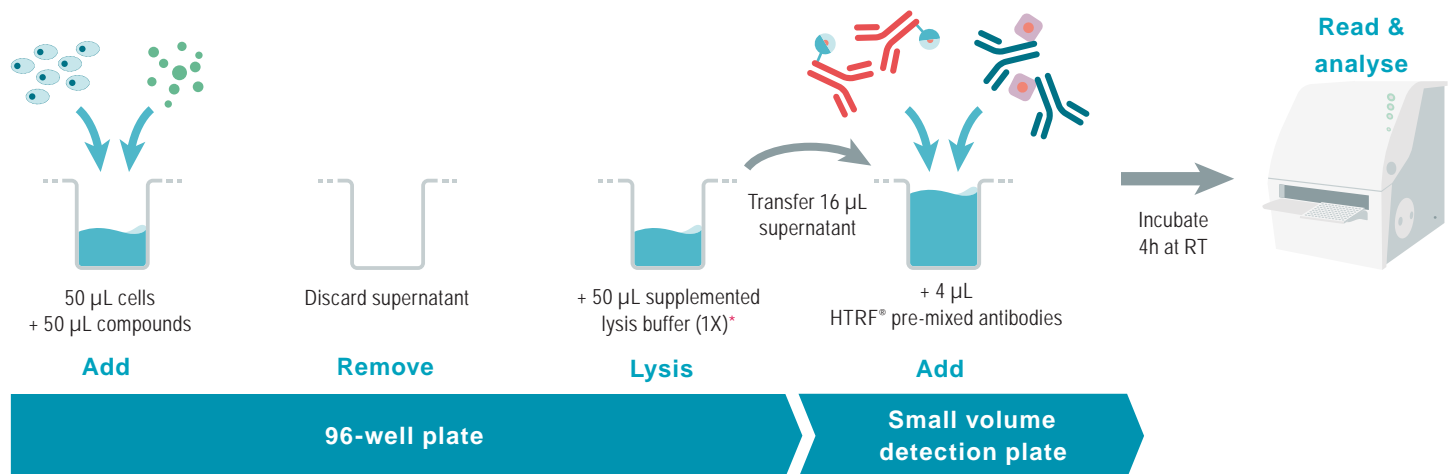 50 µL cells
+ 50 µL compounds
Add
Discard supernatant
Remove
+ 50 µL supplemented
lysis buffer (1X)*
Lysis
Transfer 16 µL
supernatant
+ 4 µL
HTRF® pre-mixed antibodies
Add
Incubate
4h at RT
Read &
analyse
96-well plate
Small volume
detection plate